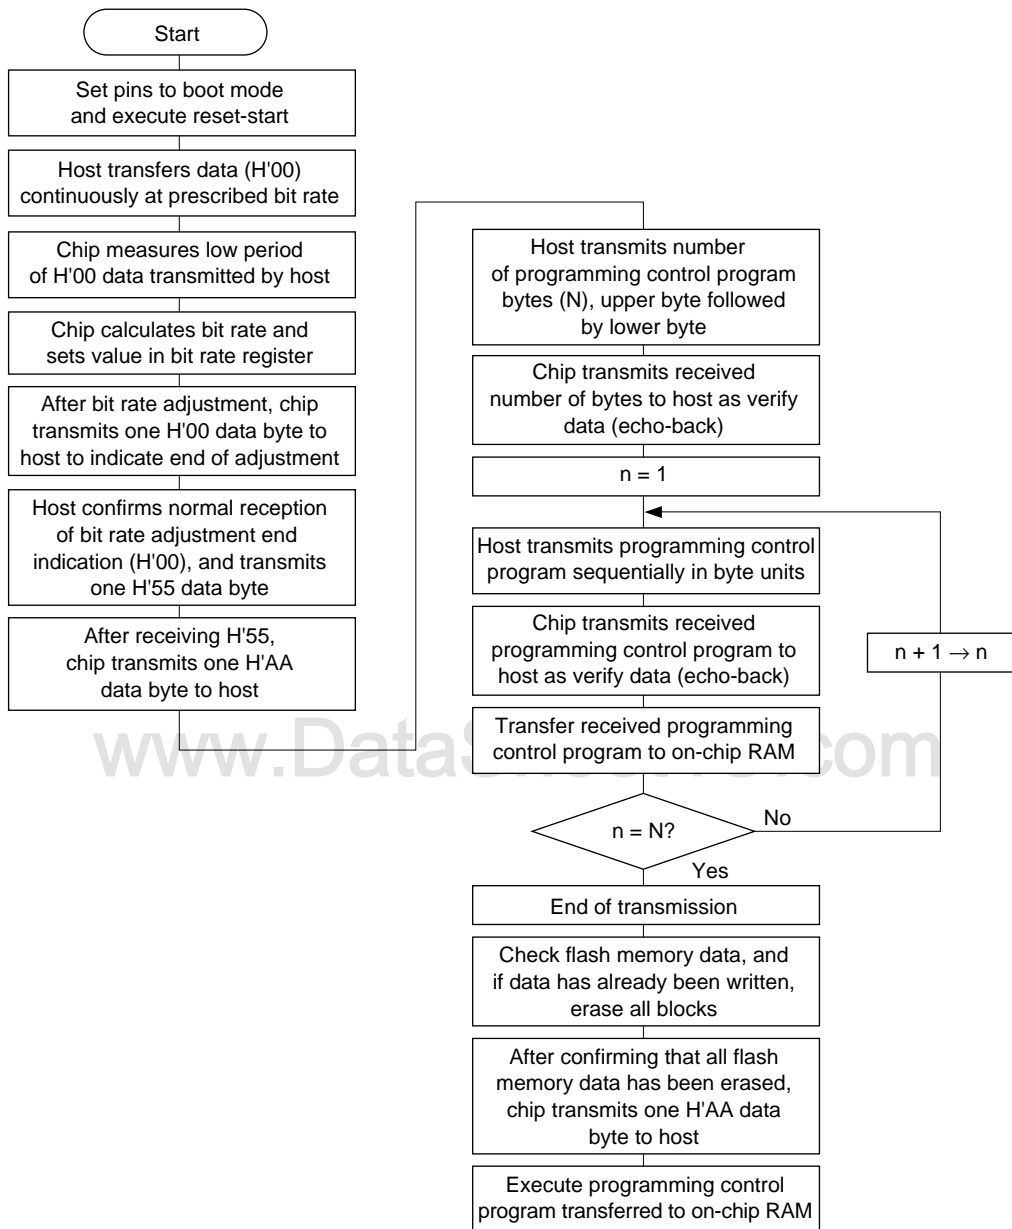 Start
Set pins to boot mode
and execute reset-start
Host transfers data (H'00)
continuously at prescribed bit rate
Chip measures low period
of H'00 data transmitted by host
Chip calculates bit rate and
sets value in bit rate register
After bit rate adjustment, chip
transmits one H'00 data byte to
host to indicate end of adjustment
Host confirms normal reception
of bit rate adjustment end
indication (H'00), and transmits
one H'55 data byte
After receiving H'55,
chip transmits one H'AA
data byte to host
Host transmits number
of programming control program
bytes (N), upper byte followed
by lower byte
Chip transmits received
number of bytes to host as verify
data (echo-back)
n = 1
Host transmits programming control
program sequentially in byte units
Chip transmits received
programming control program to
host as verify data (echo-back)
n + 1 → n
Transfer received programming
control program to on-chip RAM
n = N?
No
Yes
End of transmission
Check flash memory data, and
if data has already been written,
erase all blocks
After confirming that all flash
memory data has been erased,
chip transmits one H'AA data
byte to host
Execute programming control
program transferred to on-chip RAM